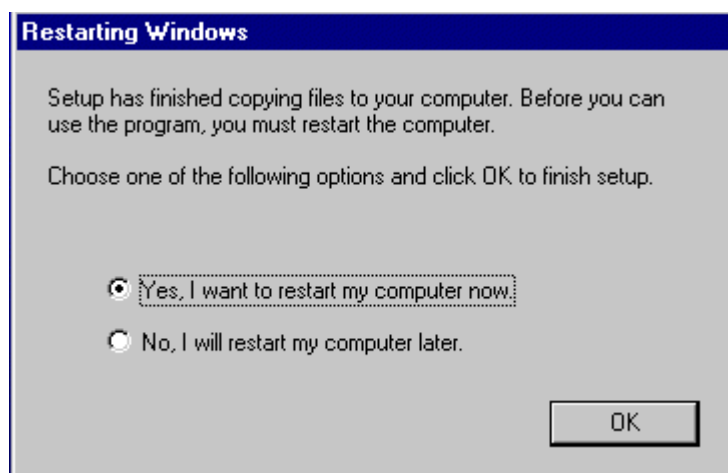 Restarting Windows
Setup has finished copying files to your computer. Before you can
use the program, you must restart the computer.
Choose one of the following options and click OK to finish setup.
Yes, I want to restart my computer now.
No, I will restart my computer later.
OK